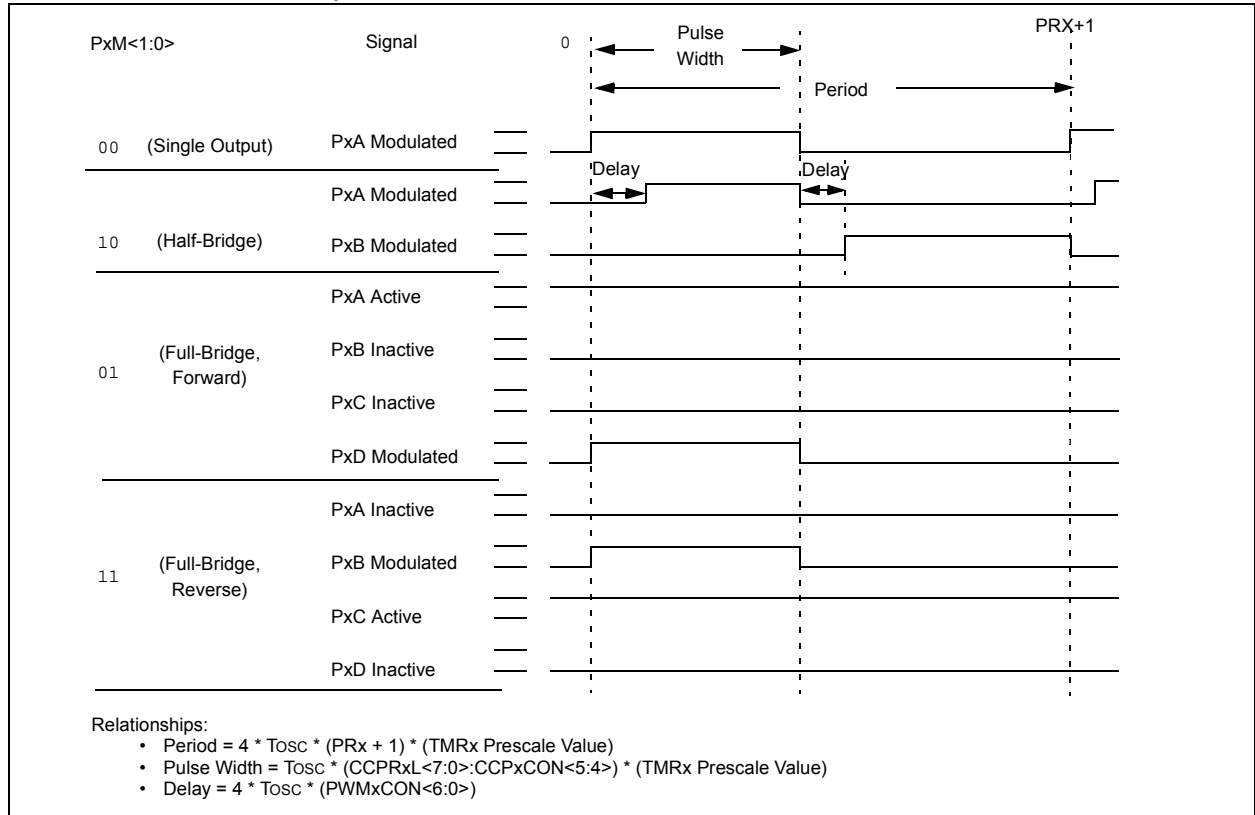 PxM<1:0> Signal 0 Pulse Width PRX+1
Period
00 (Single Output) PxA Modulated
Delay Delay
PxA Modulated
10 (Half-Bridge) PxB Modulated
PxA Active
PxB Inactive
01 (Full-Bridge, Forward)
PxC Inactive
PxD Modulated
PxA Inactive
PxB Modulated
11 (Full-Bridge, Reverse)
PxC Active
PxD Inactive
Relationships:
• Period = 4 * TOSC * (PRx + 1) * (TMRx Prescale Value)
• Pulse Width = TOSC * (CCPRxL<7:0>:CCPxCON<5:4>) * (TMRx Prescale Value)
• Delay = 4 * TOSC * (PWMxCON<6:0>)